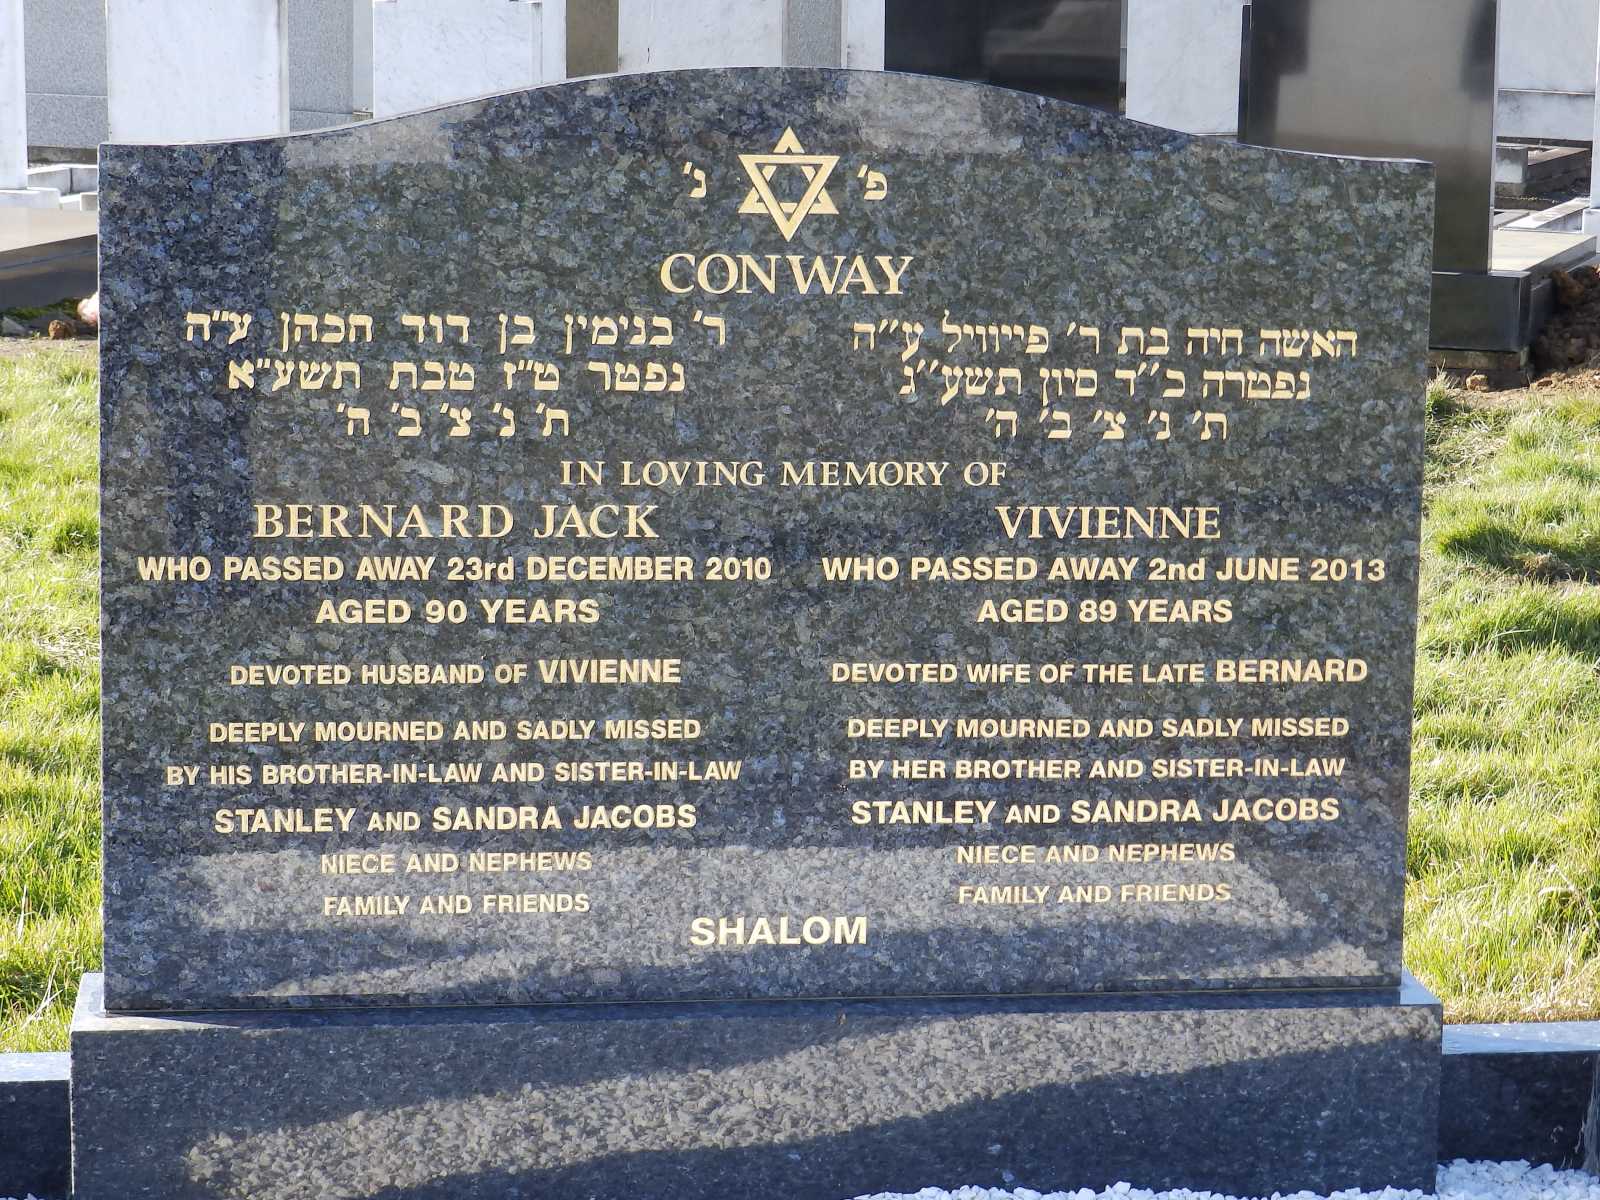 פ' נ'
CONWAY
ר' בנימין בן דוד הכהן ע"ה
נפטר ט"ז טבת תשע"א
ת' נ' צ' ב' ה'
האשה חיה בת ר' פייוויל ע"ה
נפטרה כ"ד סיון תשע"ג
ת' נ' צ' ב' ה'
IN LOVING MEMORY OF
BERNARD JACK
WHO PASSED AWAY 23rd DECEMBER 2010
AGED 90 YEARS
DEVOTED HUSBAND OF VIVIENNE
DEEPLY MOURNED AND SADLY MISSED
BY HIS BROTHER-IN-LAW AND SISTER-IN-LAW
STANLEY AND SANDRA JACOBS
NIECE AND NEPHEWS
FAMILY AND FRIENDS
VIVIENNE
WHO PASSED AWAY 2nd JUNE 2013
AGED 89 YEARS
DEVOTED WIFE OF THE LATE BERNARD
DEEPLY MOURNED AND SADLY MISSED
BY HER BROTHER AND SISTER-IN-LAW
STANLEY AND SANDRA JACOBS
NIECE AND NEPHEWS
FAMILY AND FRIENDS
SHALOM